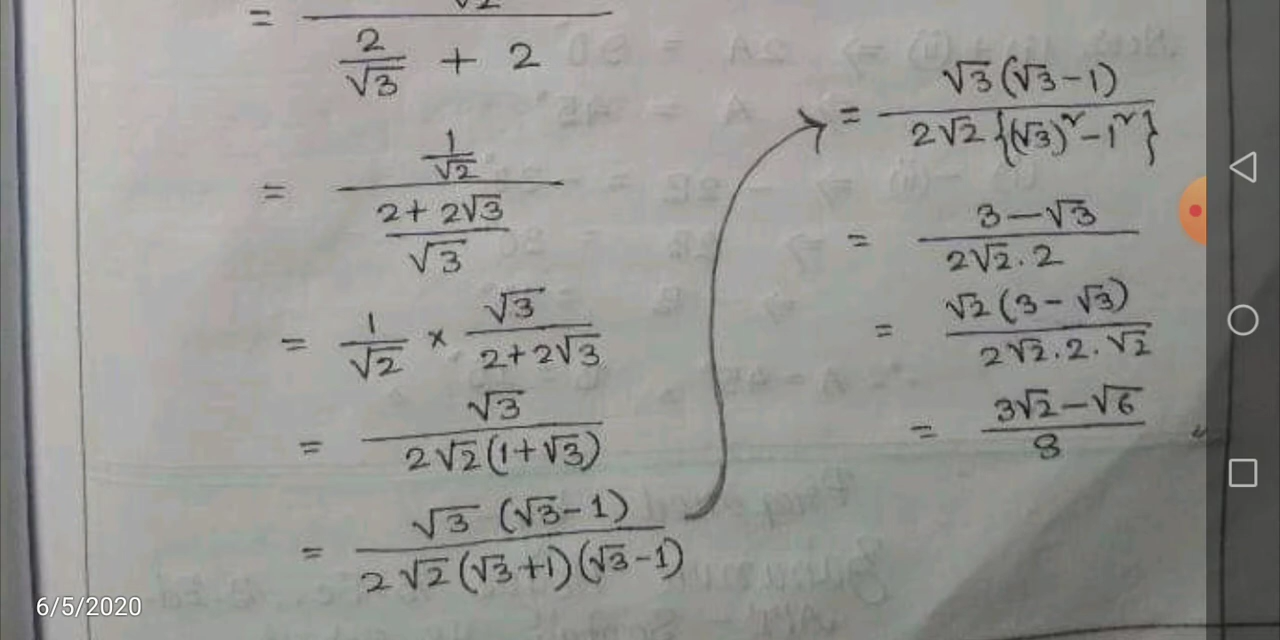 = √2 / (2/√3 + 2)
= (1/√2) / ((2 + 2√3)/√3)
= 1/√2 × √3/(2+2√3)
= √3 / (2√2(1+√3))
= √3 (√3-1) / (2√2(√3+1)(√3-1))
= √3(√3-1) / (2√2{(√3)²-1²})
= (3-√3) / (2√2.2)
= √2(3-√3) / (2√2.2.√2)
= (3√2-√6) / 8
6/5/2020